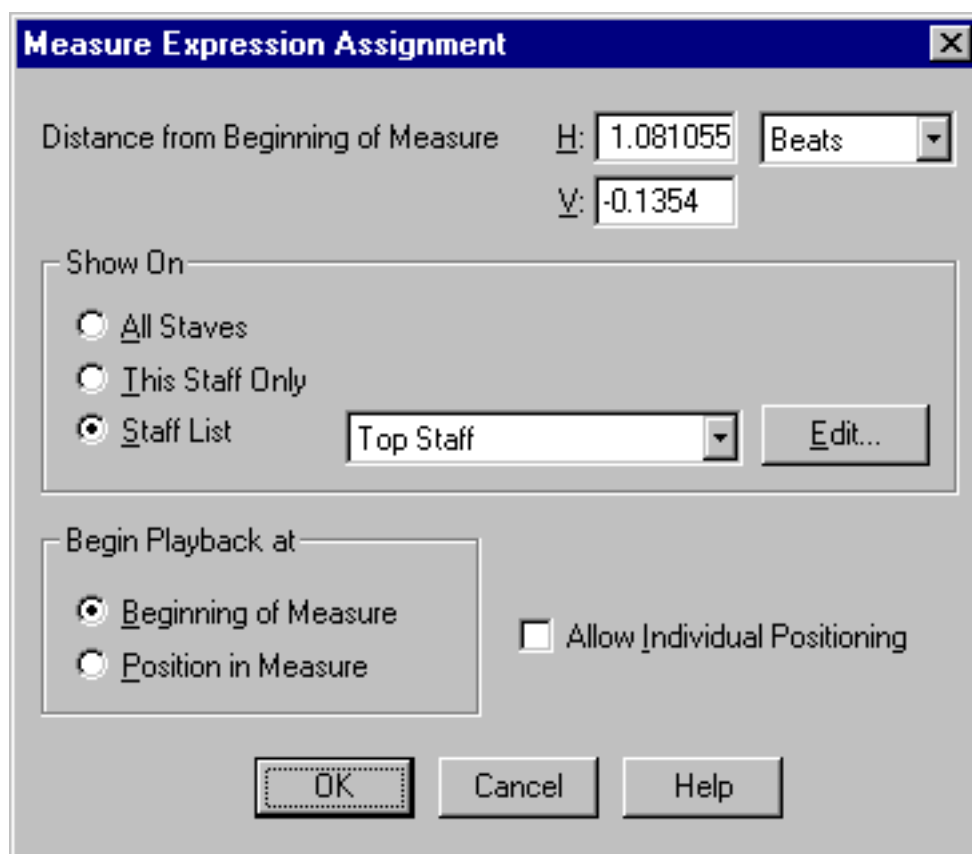 Measure Expression Assignment
Distance from Beginning of Measure H: 1.081055 Beats
V: -0.1354
Show On
All Staves
This Staff Only
Staff List Top Staff Edit...
Begin Playback at
Beginning of Measure
Allow Individual Positioning
Position in Measure
OK Cancel Help